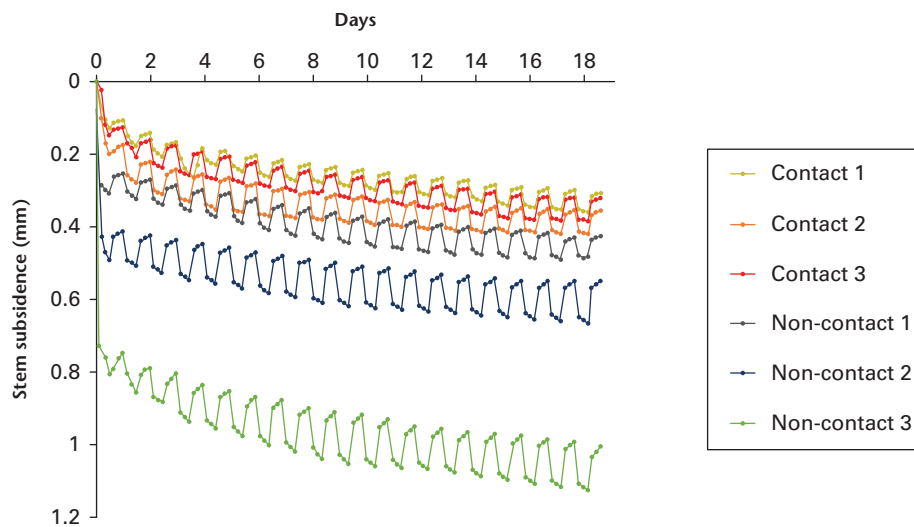 Days
0 2 4 6 8 10 12 14 16 18
0
0.2
0.4
0.6
0.8
1
1.2
Stem subsidence (mm)
Contact 1
Contact 2
Contact 3
Non-contact 1
Non-contact 2
Non-contact 3